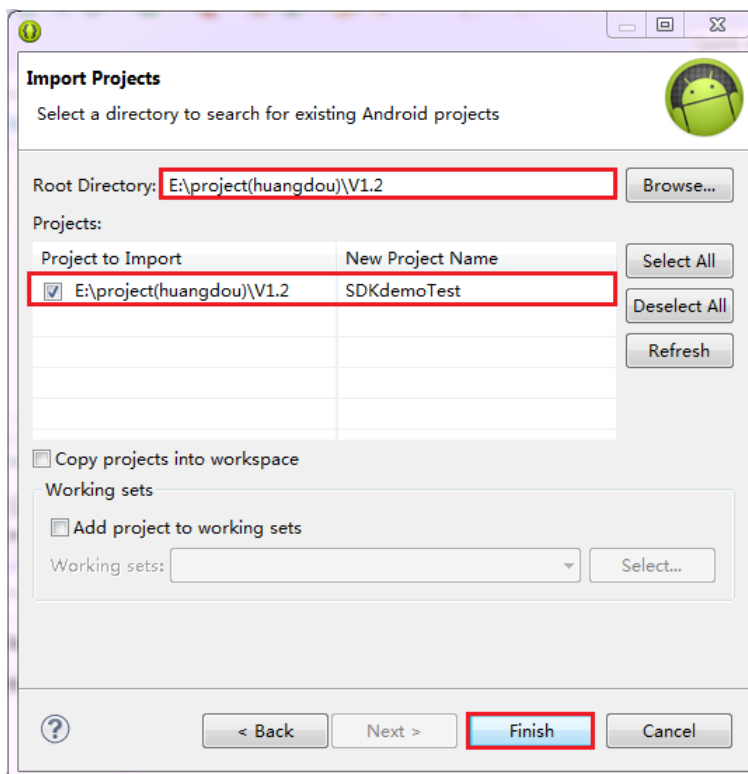 Import Projects
Select a directory to search for existing Android projects
Root Directory: E:\project(huangdou)\V1.2 Browse...
Projects:
Project to Import New Project Name Select All
E:\project(huangdou)\V1.2 SDKdemoTest
Deselect All
Refresh
Copy projects into workspace
Working sets
Add project to working sets
Working sets: Select...
? < Back Next > Finish Cancel